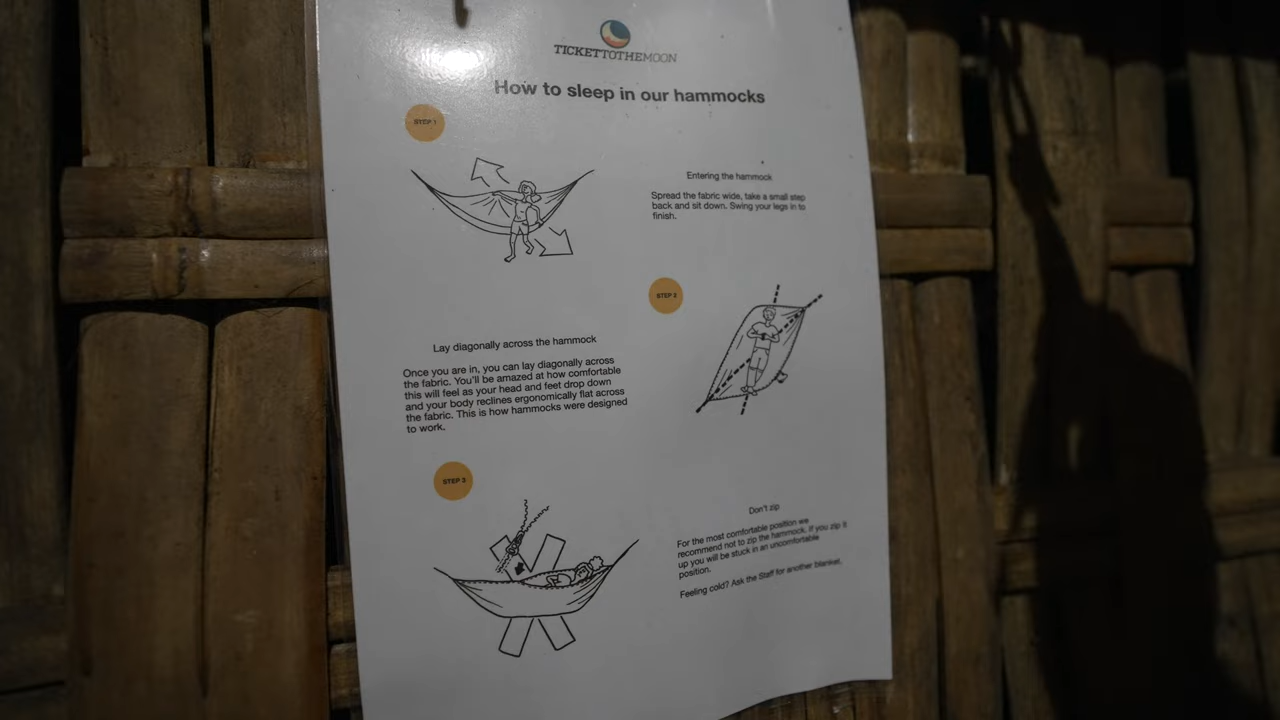 TICKETTOTHEMOON
How to sleep in our hammocks
STEP 1
Entering the hammock
Spread the fabric wide, take a small step
back and sit down. Swing your legs in to
finish.
STEP 2
Lay diagonally across the hammock
Once you are in, you can lay diagonally across
the fabric. You'll be amazed at how comfortable
this will feel as your head and feet drop down
and your body reclines ergonomically flat across
the fabric. This is how hammocks were designed
to work.
STEP 3
Don't zip
For the most comfortable position we
recommend not to zip the hammock. If you zip it
up you will be stuck in an uncomfortable
position.
Feeling cold? Ask the Staff for another blanket.